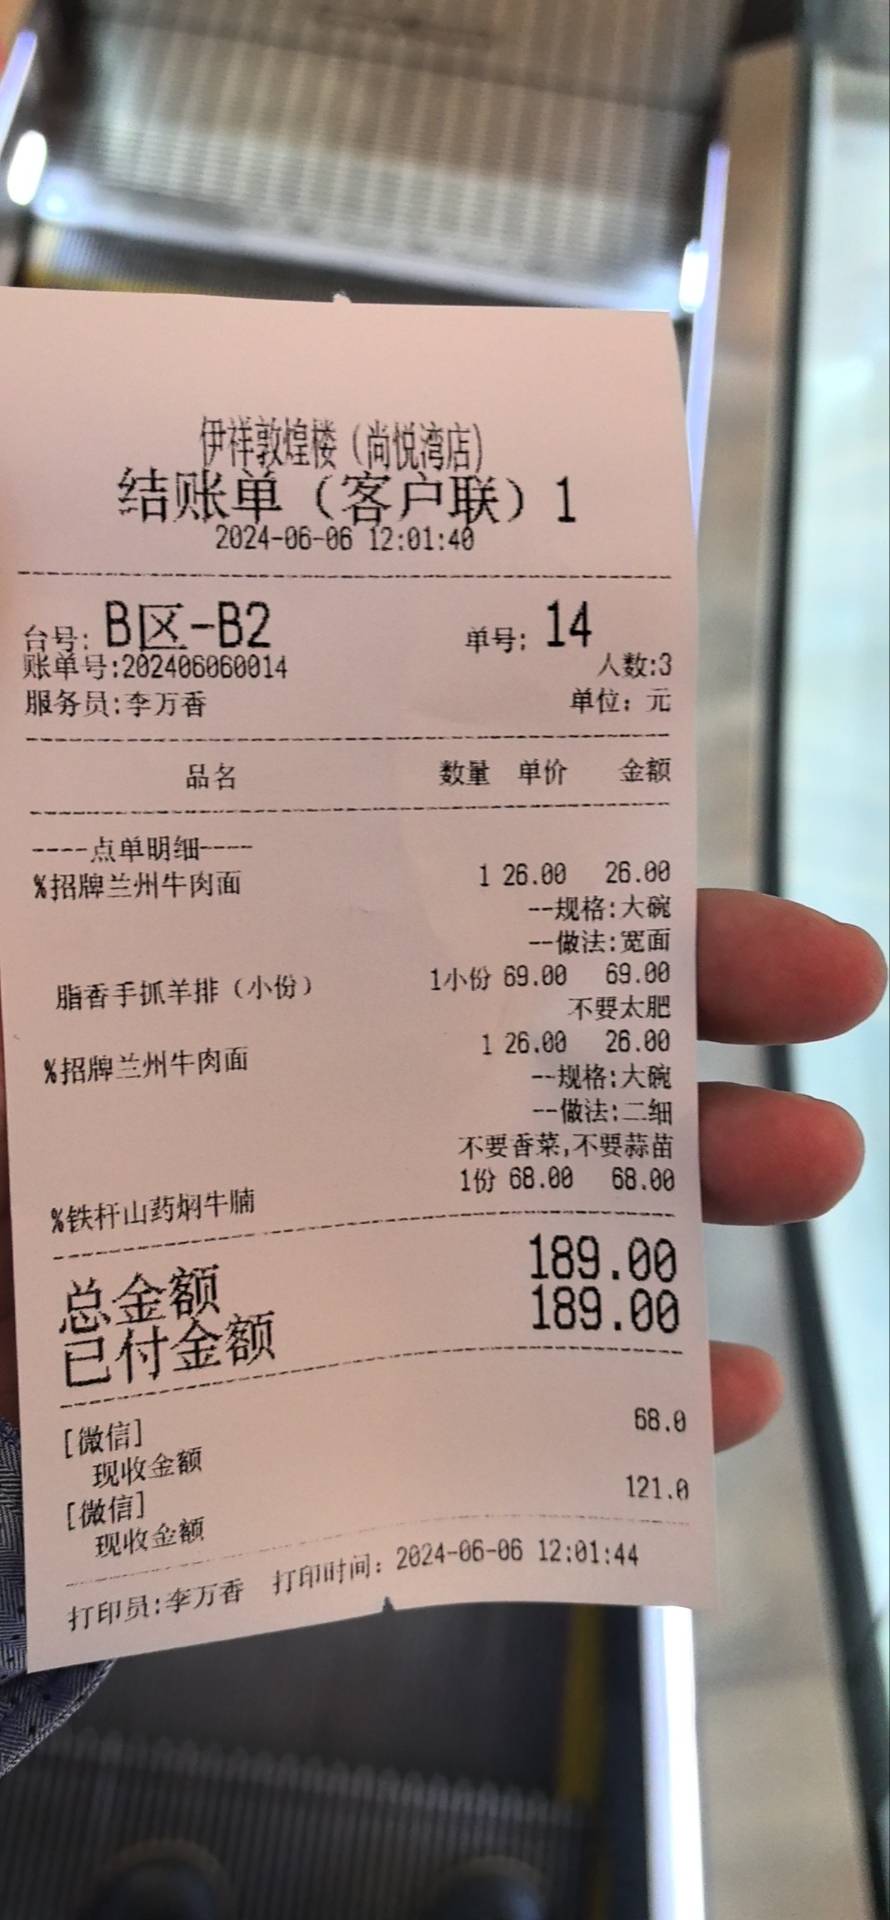 伊祥敦煌楼（尚悦湾店）
结账单（客户联）1
2024-06-06 12:01:40
台号: B区-B2 单号: 14
账单号:202406060014 人数:3
服务员:李万香 单位: 元
品名 数量 单价 金额
----点单明细----
%招牌兰州牛肉面 1 26.00 26.00
--规格:大碗
--做法:宽面
脂香手抓羊排（小份） 1小份 69.00 69.00
不要太肥
%招牌兰州牛肉面 1 26.00 26.00
--规格:大碗
--做法:二细
不要香菜,不要蒜苗
%铁杆山药焖牛腩 1份 68.00 68.00
总金额 189.00
已付金额 189.00
[微信]
现收金额 68.0
[微信]
现收金额 121.0
打印员:李万香 打印时间: 2024-06-06 12:01:44